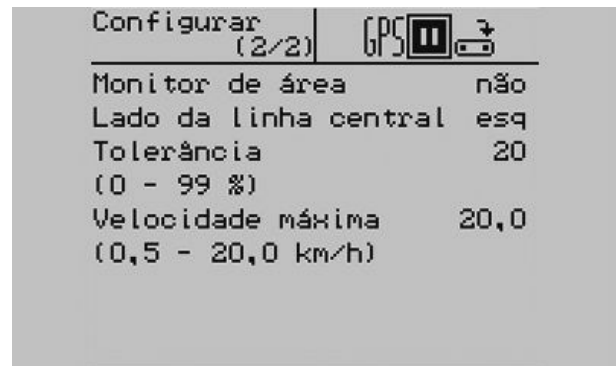 Configurar
(2/2)
GPS
Monitor de área não
Lado da linha central esq
Tolerância 20
(0 - 99 %)
Velocidade máxima 20,0
(0,5 - 20,0 km/h)